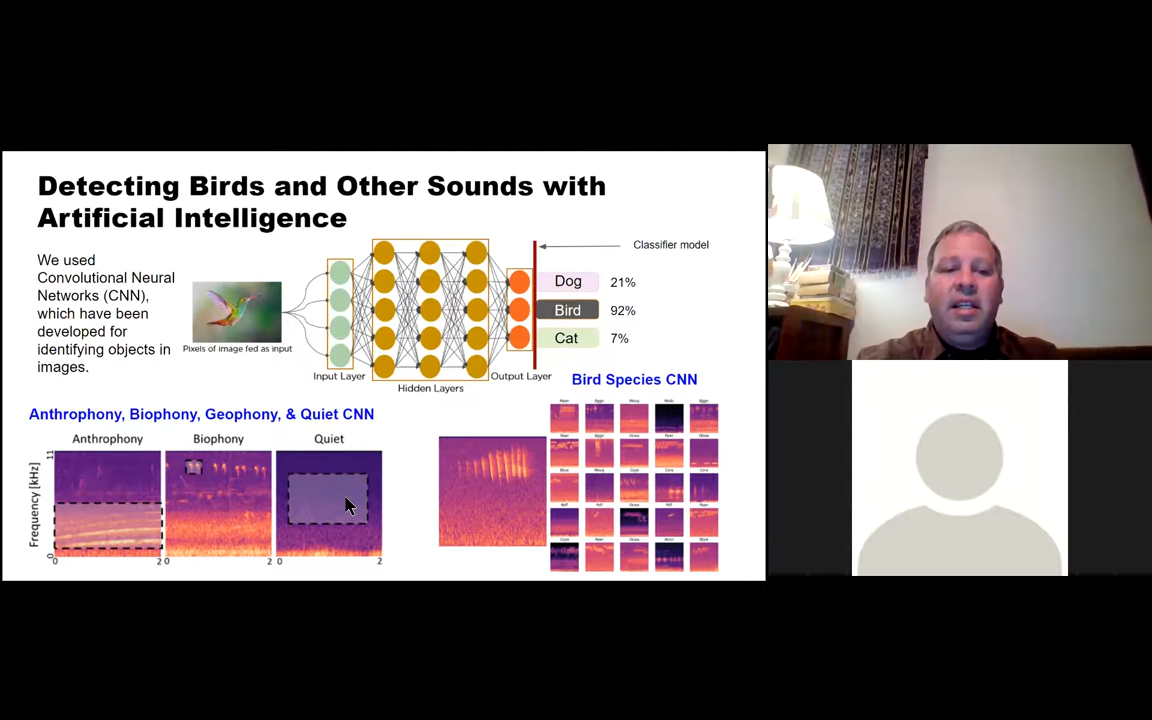 Detecting Birds and Other Sounds with
Artificial Intelligence
We used
Convolutional Neural
Networks (CNN),
which have been
developed for
identifying objects in
images.
Pixels of image fed as input
Input Layer
Hidden Layers
Output Layer
Classifier model
Dog 21%
Bird 92%
Cat 7%
Anthrophony, Biophony, Geophony, & Quiet CNN
Anthrophony Biophony Quiet
Frequency [kHz]
11
0
0 2 0 2 0 2
Bird Species CNN